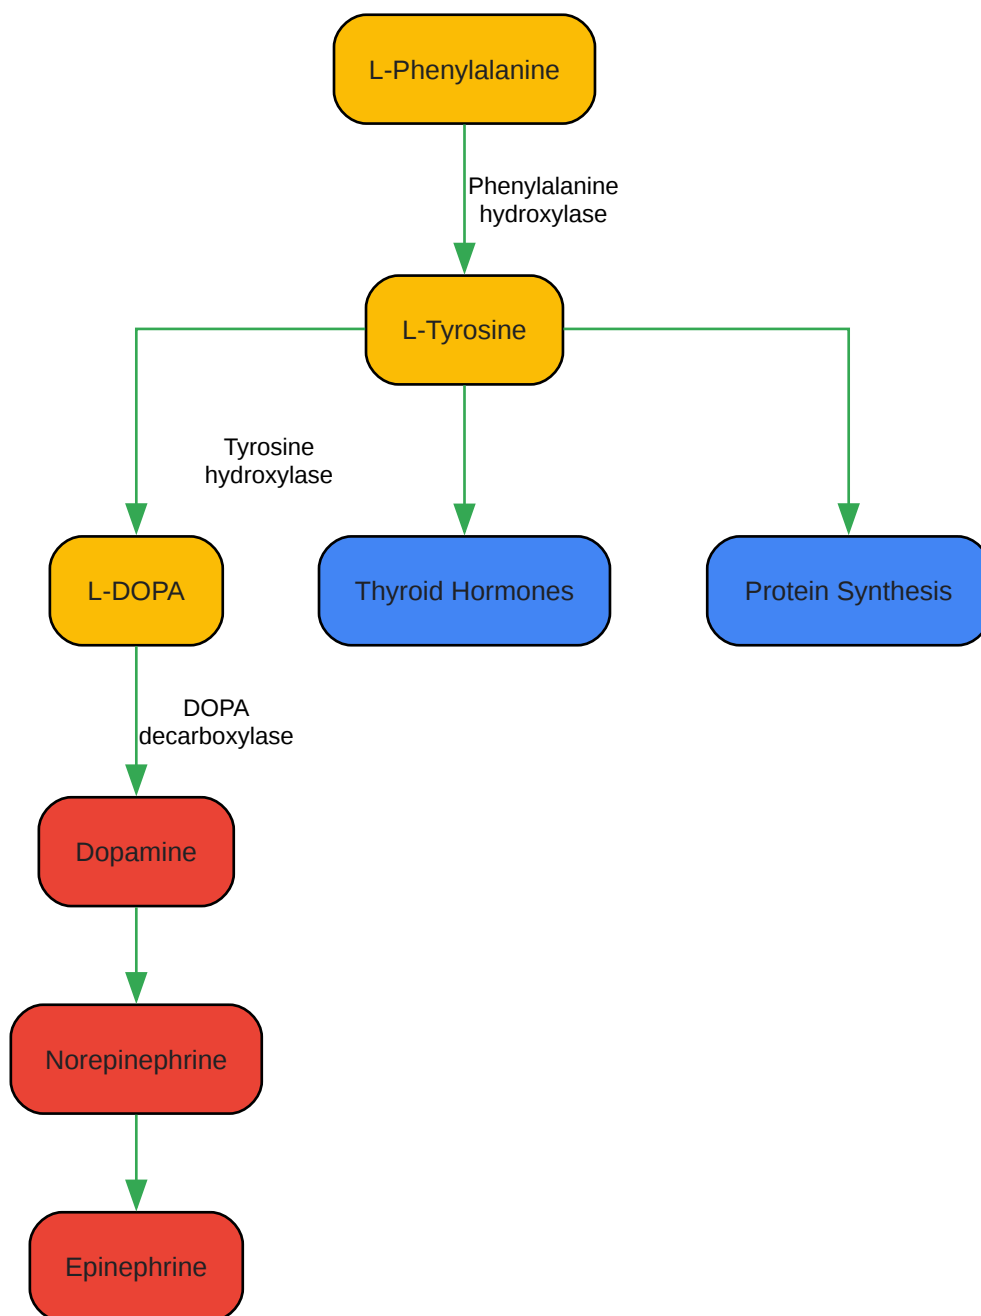 L-Phenylalanine
Phenylalanine
hydroxylase
L-Tyrosine
Tyrosine
hydroxylase
L-DOPA
Thyroid Hormones
Protein Synthesis
DOPA
decarboxylase
Dopamine
Norepinephrine
Epinephrine